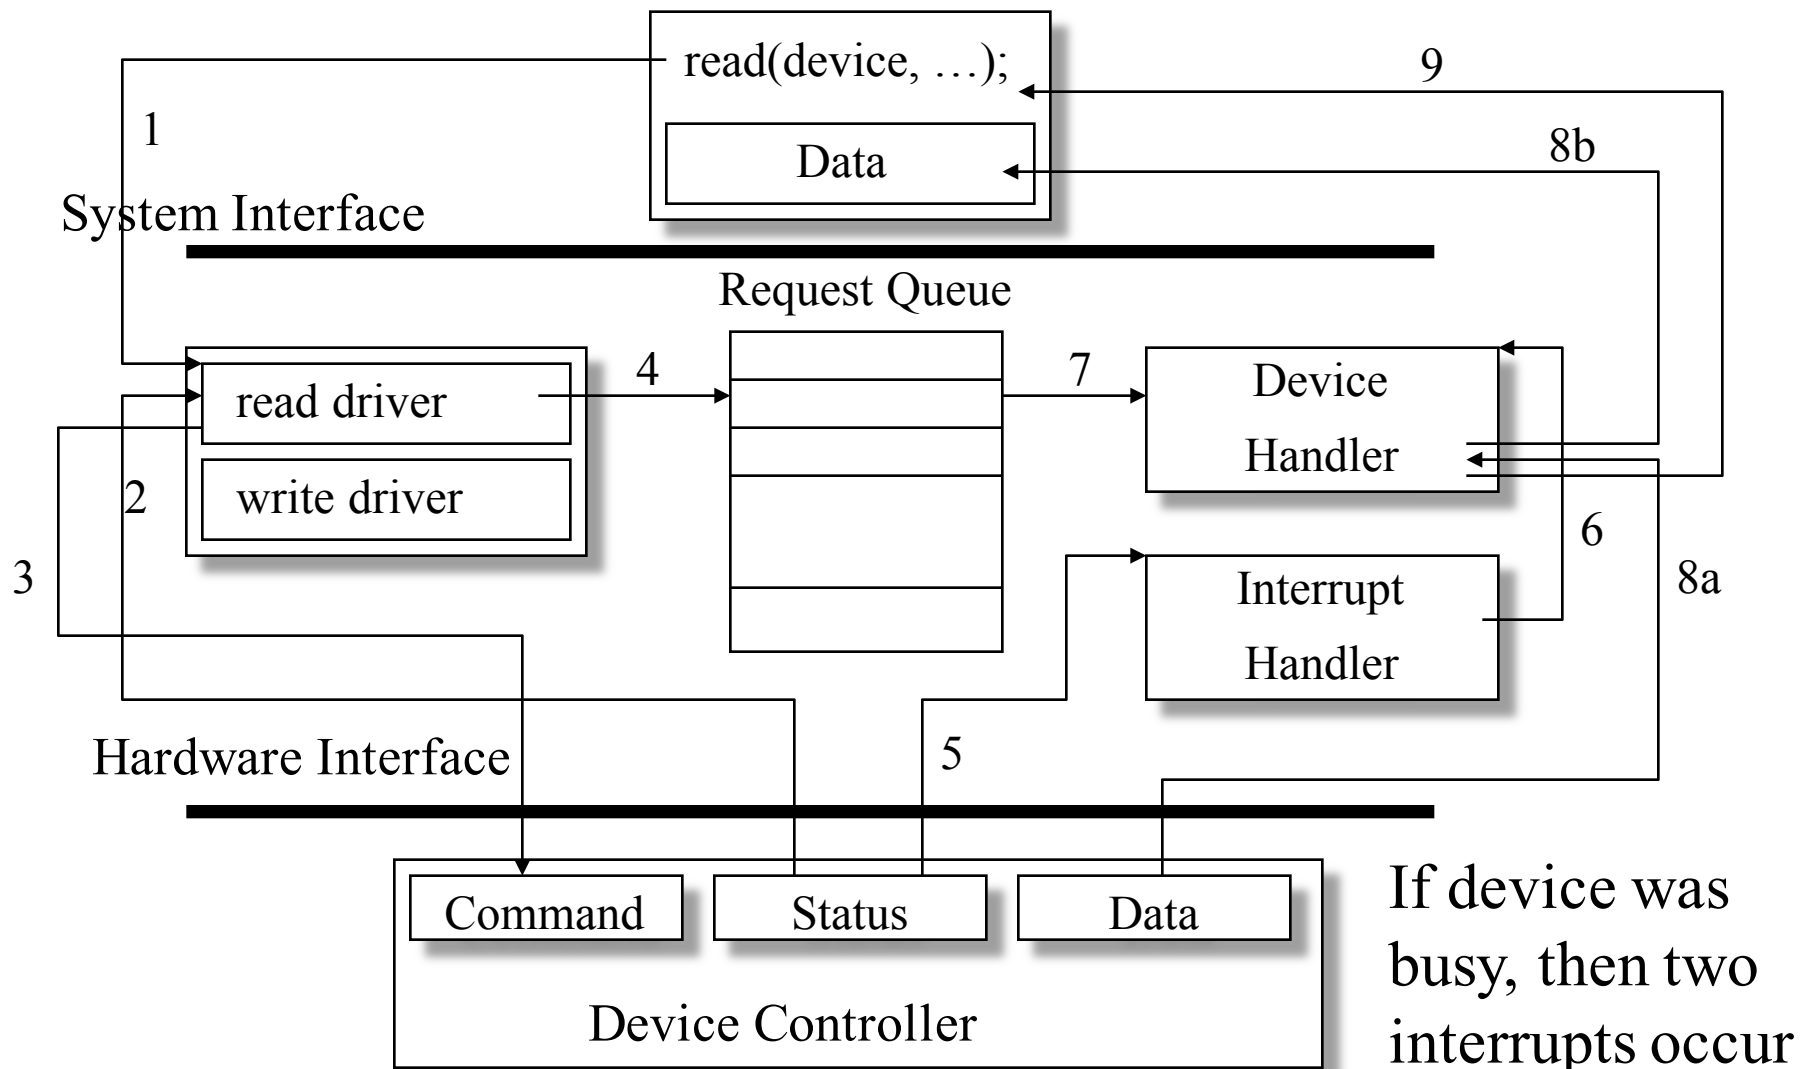 read(device, …);
9
1
8b
Data
System Interface
Request Queue
4
7
Device
Handler
read driver
write driver
2
3
6
8a
Interrupt
Handler
Hardware Interface
5
Command
Status
Data
Device Controller
If device was
busy, then two
interrupts occur